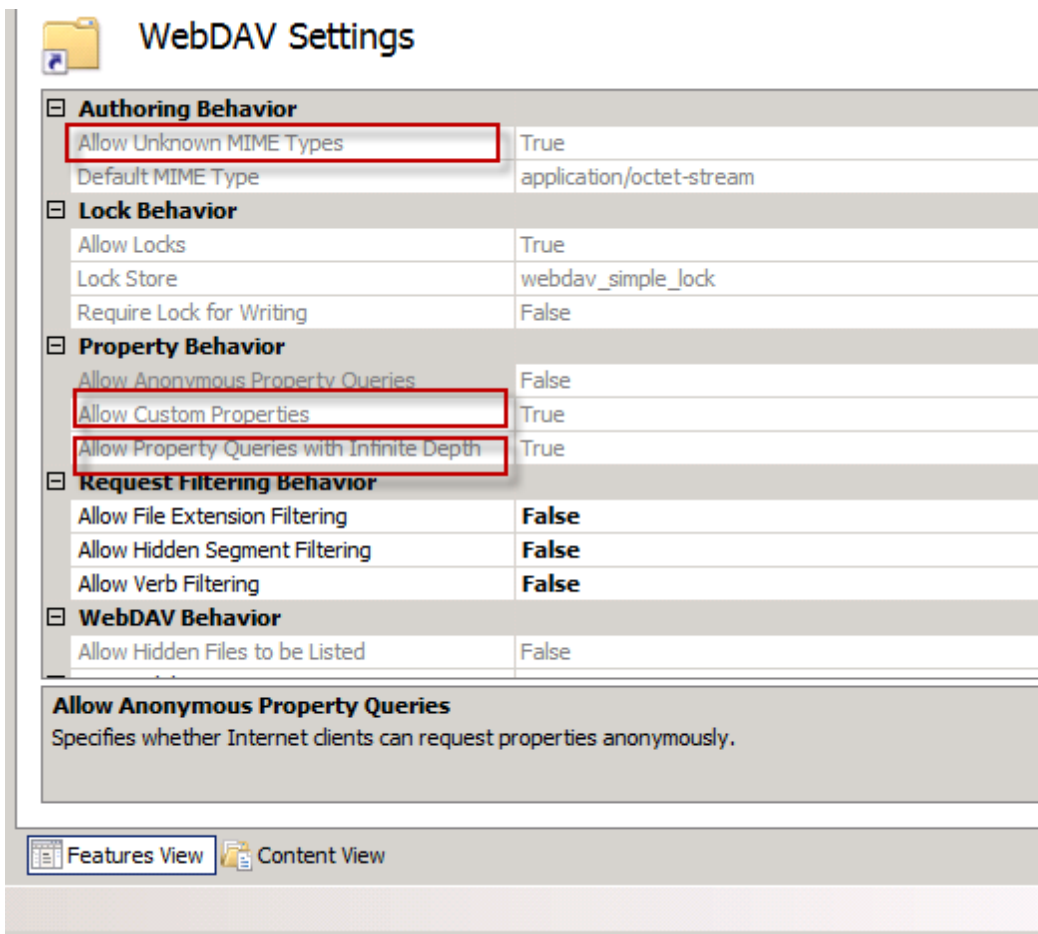 WebDAV Settings
Authoring Behavior
Allow Unknown MIME Types True
Default MIME Type application/octet-stream
Lock Behavior
Allow Locks True
Lock Store webdav_simple_lock
Require Lock for Writing False
Property Behavior
Allow Anonymous Property Queries False
Allow Custom Properties True
Allow Property Queries with Infinite Depth True
Request Filtering Behavior
Allow File Extension Filtering False
Allow Hidden Segment Filtering False
Allow Verb Filtering False
WebDAV Behavior
Allow Hidden Files to be Listed False
Allow Anonymous Property Queries
Specifies whether Internet clients can request properties anonymously.
Features View Content View